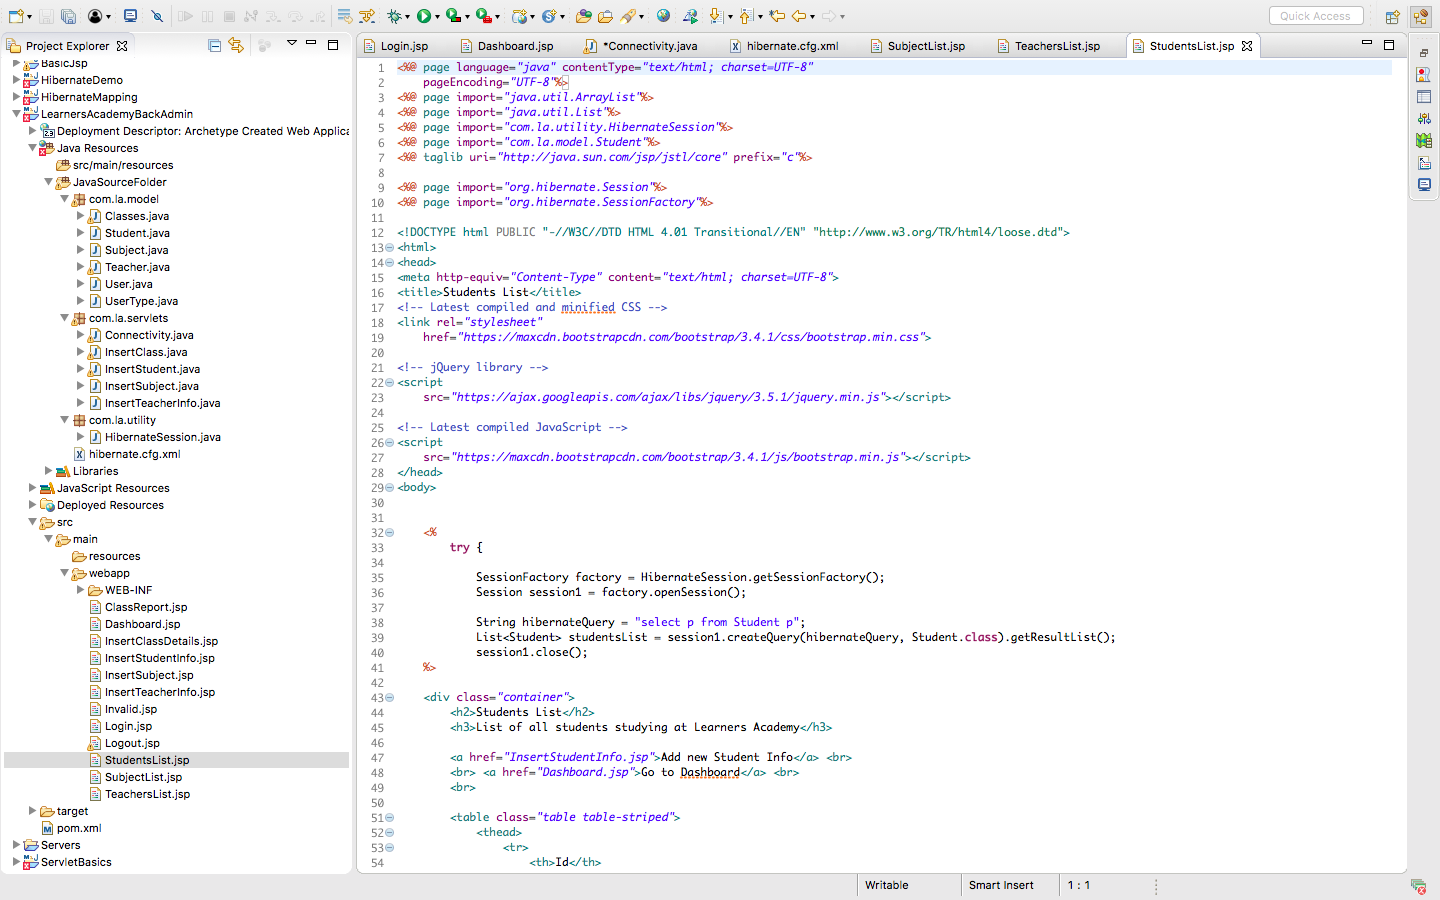 Quick Access
Project Explorer
BasicJsp
HibernateDemo
HibernateMapping
LearnersAcademyBackAdmin
Deployment Descriptor: Archetype Created Web Applica
Java Resources
src/main/resources
JavaSourceFolder
com.la.model
Classes.java
Student.java
Subject.java
Teacher.java
User.java
UserType.java
com.la.servlets
Connectivity.java
InsertClass.java
InsertStudent.java
InsertSubject.java
InsertTeacherInfo.java
com.la.utility
HibernateSession.java
hibernate.cfg.xml
Libraries
JavaScript Resources
Deployed Resources
src
main
resources
webapp
WEB-INF
ClassReport.jsp
Dashboard.jsp
InsertClassDetails.jsp
InsertStudentInfo.jsp
InsertSubject.jsp
InsertTeacherInfo.jsp
Invalid.jsp
Login.jsp
Logout.jsp
StudentsList.jsp
SubjectList.jsp
TeachersList.jsp
target
pom.xml
Servers
ServletBasics
Login.jsp Dashboard.jsp *Connectivity.java hibernate.cfg.xml SubjectList.jsp TeachersList.jsp StudentsList.jsp
1 <%@ page language="java" contentType="text/html; charset=UTF-8"
2 pageEncoding="UTF-8"%>
3 <%@ page import="java.util.ArrayList"%>
4 <%@ page import="java.util.List"%>
5 <%@ page import="com.la.utility.HibernateSession"%>
6 <%@ page import="com.la.model.Student"%>
7 <%@ taglib uri="http://java.sun.com/jsp/jstl/core" prefix="c"%>
8
9 <%@ page import="org.hibernate.Session"%>
10 <%@ page import="org.hibernate.SessionFactory"%>
11
12 <!DOCTYPE html PUBLIC "-//W3C//DTD HTML 4.01 Transitional//EN" "http://www.w3.org/TR/html4/loose.dtd">
13 <html>
14 <head>
15 <meta http-equiv="Content-Type" content="text/html; charset=UTF-8">
16 <title>Students List</title>
17 <!-- Latest compiled and minified CSS -->
18 <link rel="stylesheet"
19 href="https://maxcdn.bootstrapcdn.com/bootstrap/3.4.1/css/bootstrap.min.css">
20
21 <!-- jQuery library -->
22 <script
23 src="https://ajax.googleapis.com/ajax/libs/jquery/3.5.1/jquery.min.js"></script>
24
25 <!-- Latest compiled JavaScript -->
26 <script
27 src="https://maxcdn.bootstrapcdn.com/bootstrap/3.4.1/js/bootstrap.min.js"></script>
28 </head>
29 <body>
30
31
32 <%
33 try {
34
35 SessionFactory factory = HibernateSession.getSessionFactory();
36 Session session1 = factory.openSession();
37
38 String hibernateQuery = "select p from Student p";
39 List<Student> studentsList = session1.createQuery(hibernateQuery, Student.class).getResultList();
40 session1.close();
41 %>
42
43 <div class="container">
44 <h2>Students List</h2>
45 <h3>List of all students studying at Learners Academy</h3>
46
47 <a href="InsertStudentInfo.jsp">Add new Student Info</a> <br>
48 <br> <a href="Dashboard.jsp">Go to Dashboard</a> <br>
49 <br>
50
51 <table class="table table-striped">
52 <thead>
53 <tr>
54 <th>Id</th>
Writable Smart Insert 1 : 1